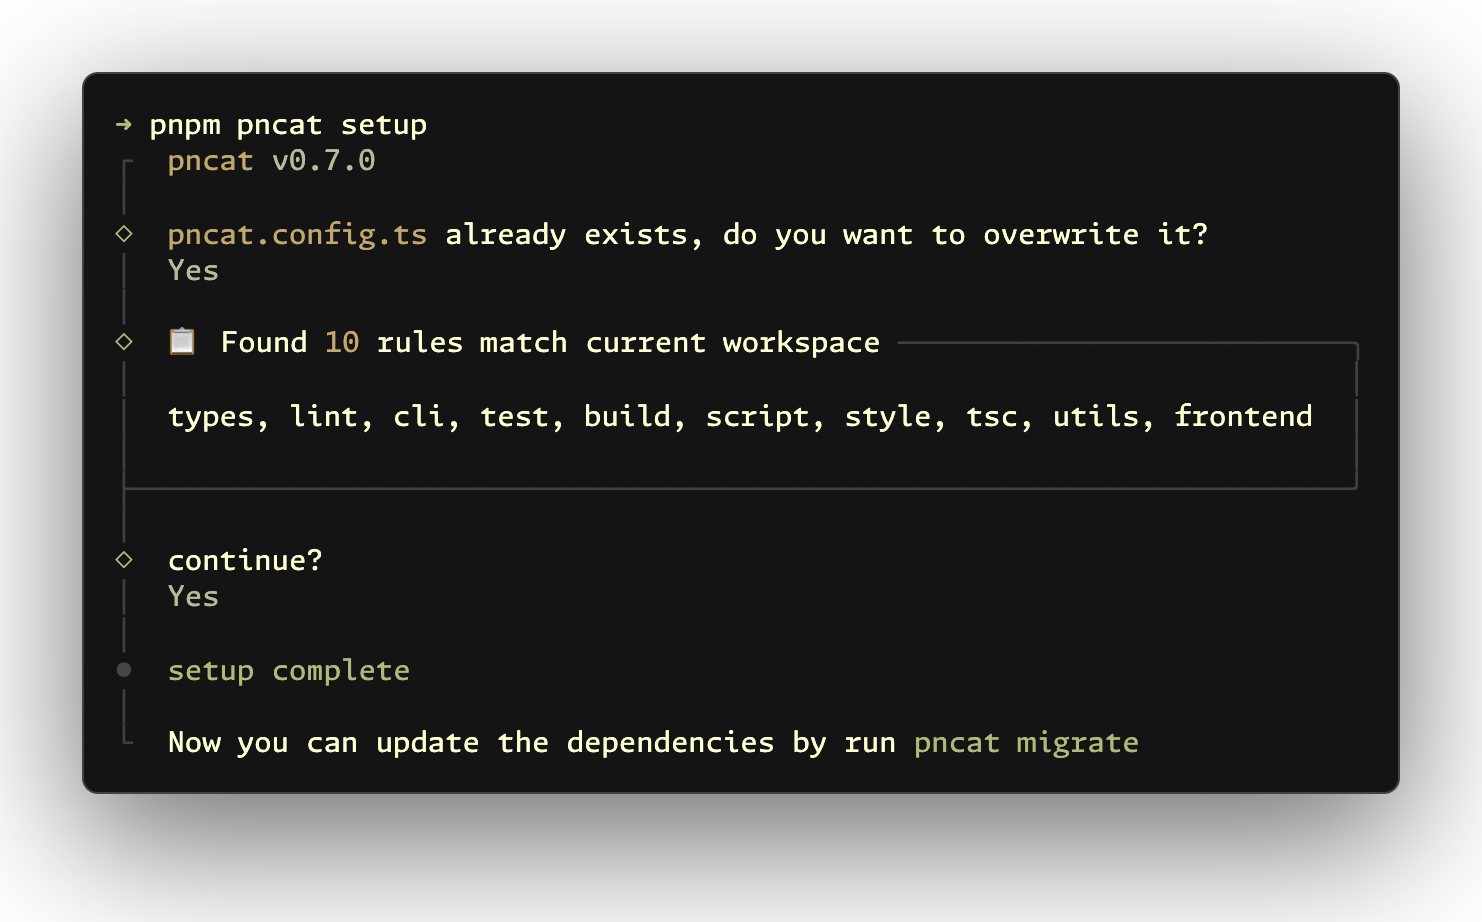 → pnpm pncat setup
pncat v0.7.0
pncat.config.ts already exists, do you want to overwrite it?
Yes
📋 Found 10 rules match current workspace
types, lint, cli, test, build, script, style, tsc, utils, frontend
continue?
Yes
setup complete
Now you can update the dependencies by run pncat migrate